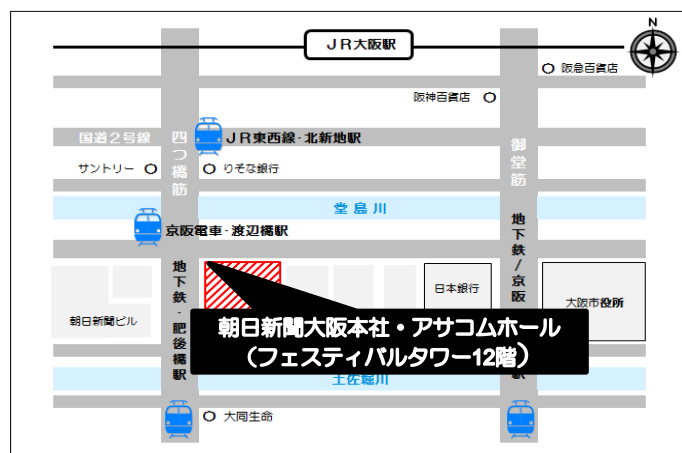 N
JR大阪駅
阪急百貨店
阪神百貨店
国道2号線
四つ橋筋
JR東西線・北新地駅
御堂筋
サントリー
りそな銀行
堂島川
京阪電車・渡辺橋駅
地下鉄・肥後橋駅
地下鉄/京阪
駅
日本銀行
大阪市役所
朝日新聞ビル
朝日新聞大阪本社・アサコムホール
（フェスティバルタワー12階）
土佐堀川
大同生命